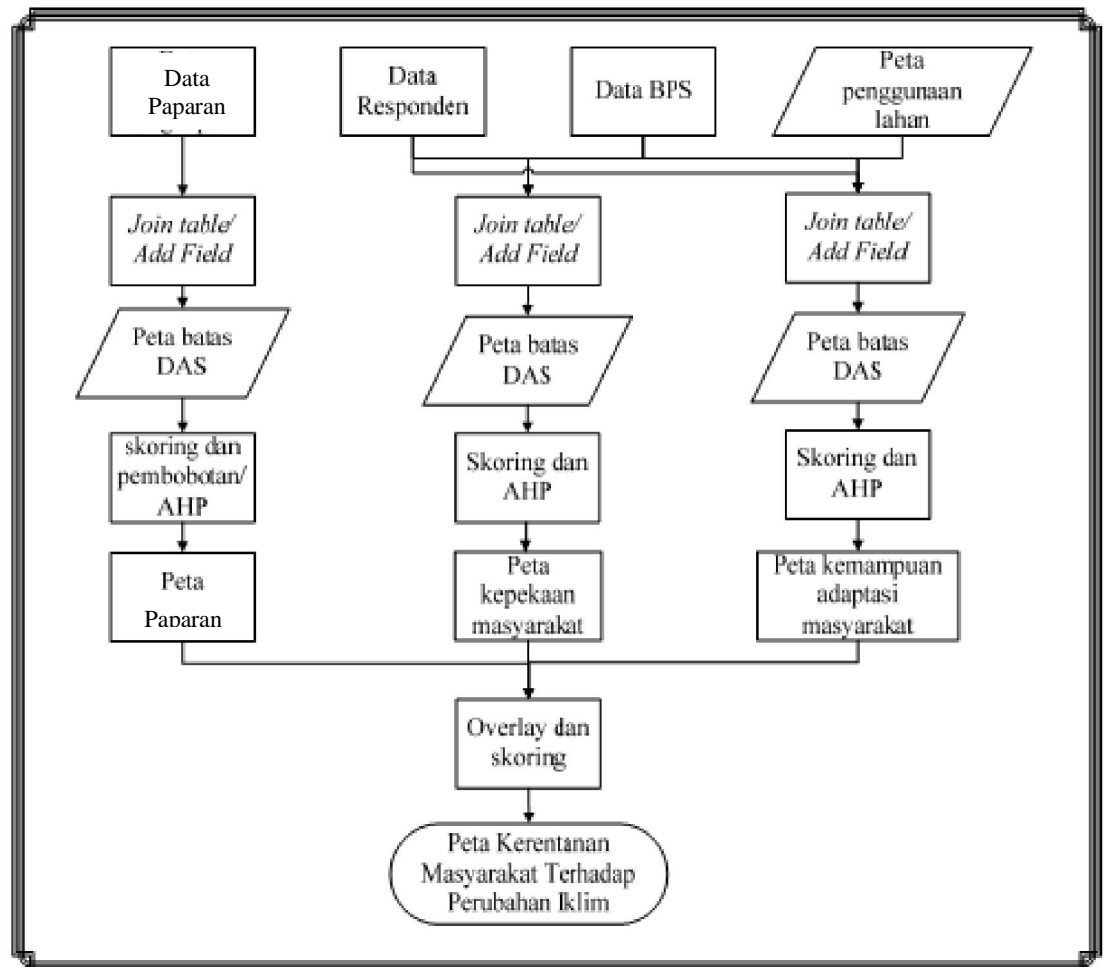 Data
Paparan
Data
Responden
Data BPS
Peta
penggunaan
lahan
Join table/
Add Field
Join table/
Add Field
Join table/
Add Field
Peta batas
DAS
Peta batas
DAS
Peta batas
DAS
skoring dan
pembobotan/
AHP
Skoring dan
AHP
Skoring dan
AHP
Peta
Paparan
Peta
kepekaan
masyarakat
Peta kemampuan
adaptasi
masyarakat
Overlay dan
skoring
Peta Kerentanan
Masyarakat Terhadap
Perubahan Iklim